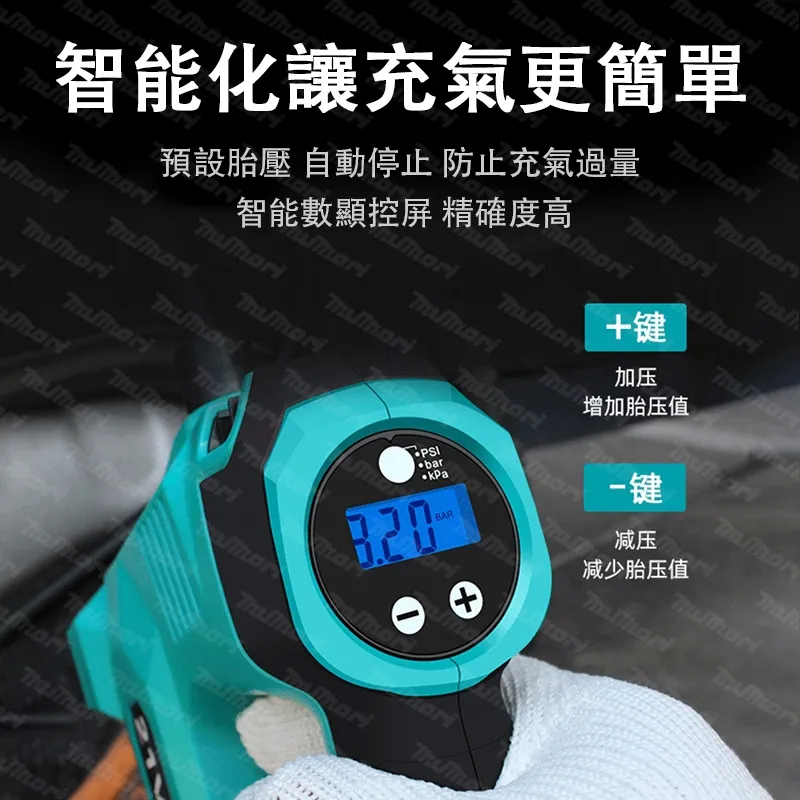 智能化讓充氣更簡單
預設胎壓 自動停止 防止充氣過量
智能數顯控屏 精確度高
+键
加压
增加胎压值
-键
减压
减少胎压值
•PSI
•bar
•kPa
3.20 BAR
− +
21V
TruMori